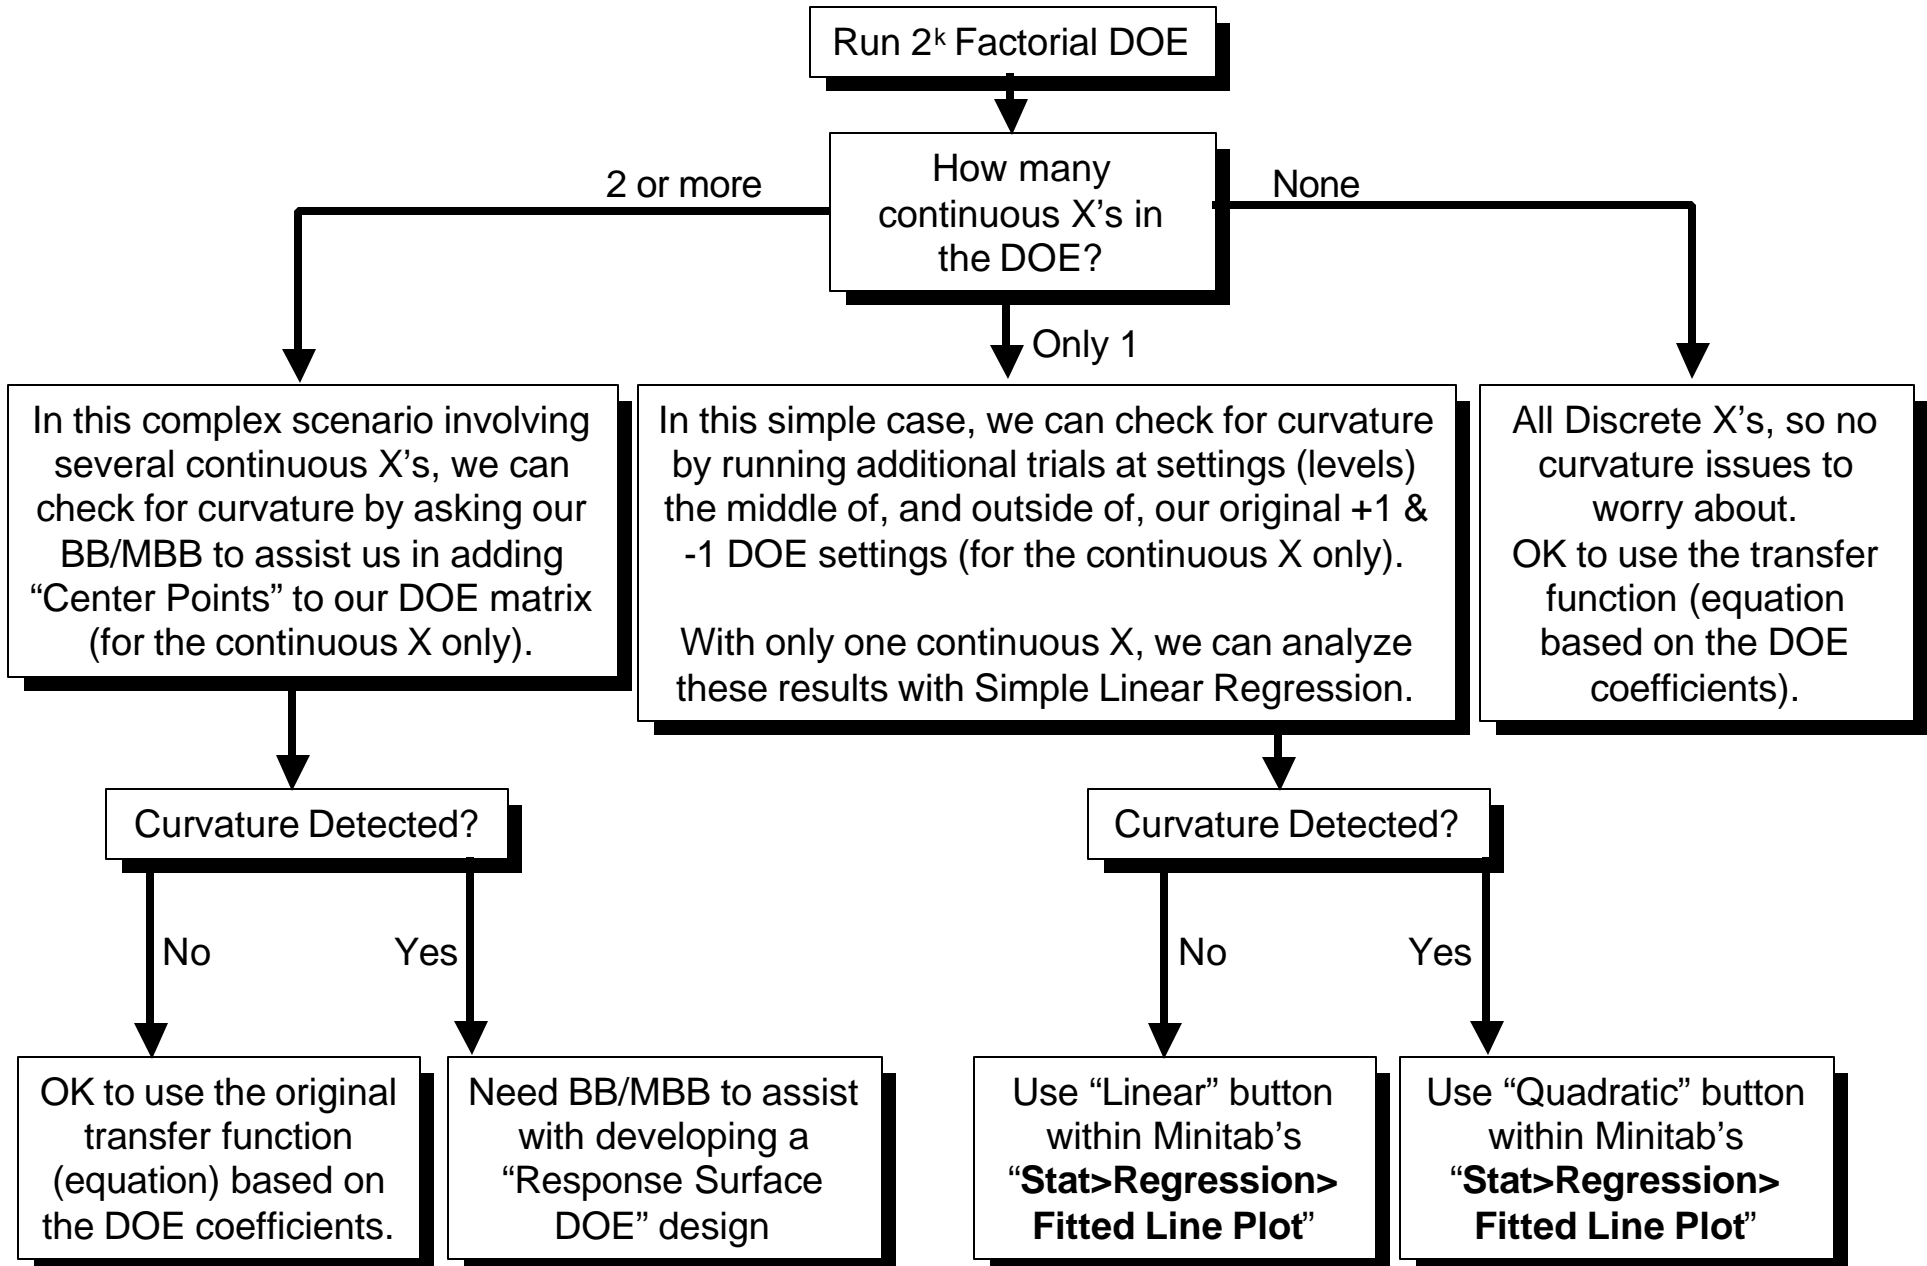 Run 2ᵏ Factorial DOE
How many
continuous X's in
the DOE?
2 or more
None
Only 1
In this complex scenario involving
several continuous X's, we can
check for curvature by asking our
BB/MBB to assist us in adding
“Center Points” to our DOE matrix
(for the continuous X only).
In this simple case, we can check for curvature
by running additional trials at settings (levels)
the middle of, and outside of, our original +1 &
-1 DOE settings (for the continuous X only).
With only one continuous X, we can analyze
these results with Simple Linear Regression.
All Discrete X's, so no
curvature issues to
worry about.
OK to use the transfer
function (equation
based on the DOE
coefficients).
Curvature Detected?
No
Yes
Curvature Detected?
No
Yes
OK to use the original
transfer function
(equation) based on
the DOE coefficients.
Need BB/MBB to assist
with developing a
“Response Surface
DOE” design
Use “Linear” button
within Minitab's
“Stat>Regression>
Fitted Line Plot”
Use “Quadratic” button
within Minitab's
“Stat>Regression>
Fitted Line Plot”